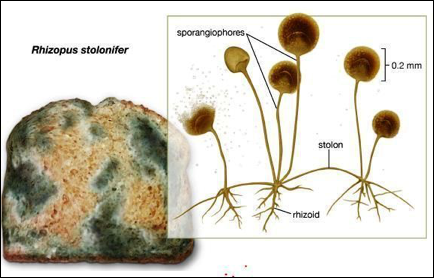 Rhizopus stolonifer
sporangiophores
0.2 mm
stolon
rhizoid